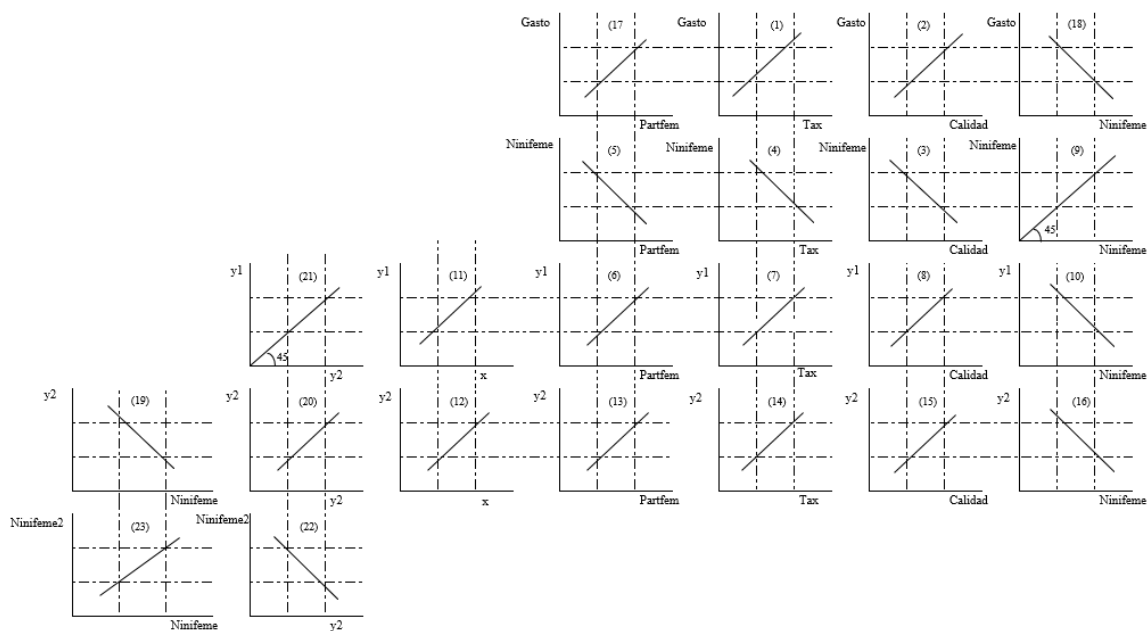 Gasto (17) Gasto (1) Gasto (2) Gasto (18)
Partfem Tax Calidad Ninifeme
Ninifeme (5) Ninifeme (4) Ninifeme (3) Ninifeme (9)
45
Partfem Tax Calidad Ninifeme
y1 (21) y1 (11) y1 (6) y1 (7) y1 (8) y1 (10)
45
y2 x Partfem Tax Calidad Ninifeme
y2 (19) y2 (20) y2 (12) y2 (13) y2 (14) y2 (15) y2 (16)
Ninifeme y2 x Partfem Tax Calidad Ninifeme
Ninifeme2 (23) Ninifeme2 (22)
Ninifeme y2